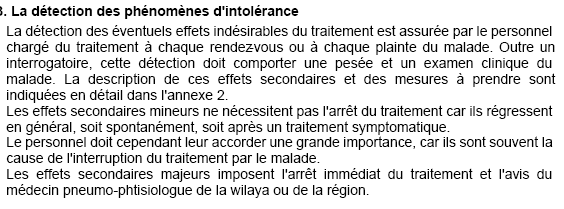 3. La détection des phénomènes d'intolérance
La détection des éventuels effets indésirables du traitement est assurée par le personnel
chargé du traitement à chaque rendez-vous ou à chaque plainte du malade. Outre un
interrogatoire, cette détection doit comporter une pesée et un examen clinique du
malade. La description de ces effets secondaires et des mesures à prendre sont
indiquées en détail dans l'annexe 2.
Les effets secondaires mineurs ne nécessitent pas l'arrêt du traitement car ils régressent
en général, soit spontanément, soit après un traitement symptomatique.
Le personnel doit cependant leur accorder une grande importance, car ils sont souvent la
cause de l'interruption du traitement par le malade.
Les effets secondaires majeurs imposent l'arrêt immédiat du traitement et l'avis du
médecin pneumo-phtisiologue de la wilaya ou de la région.